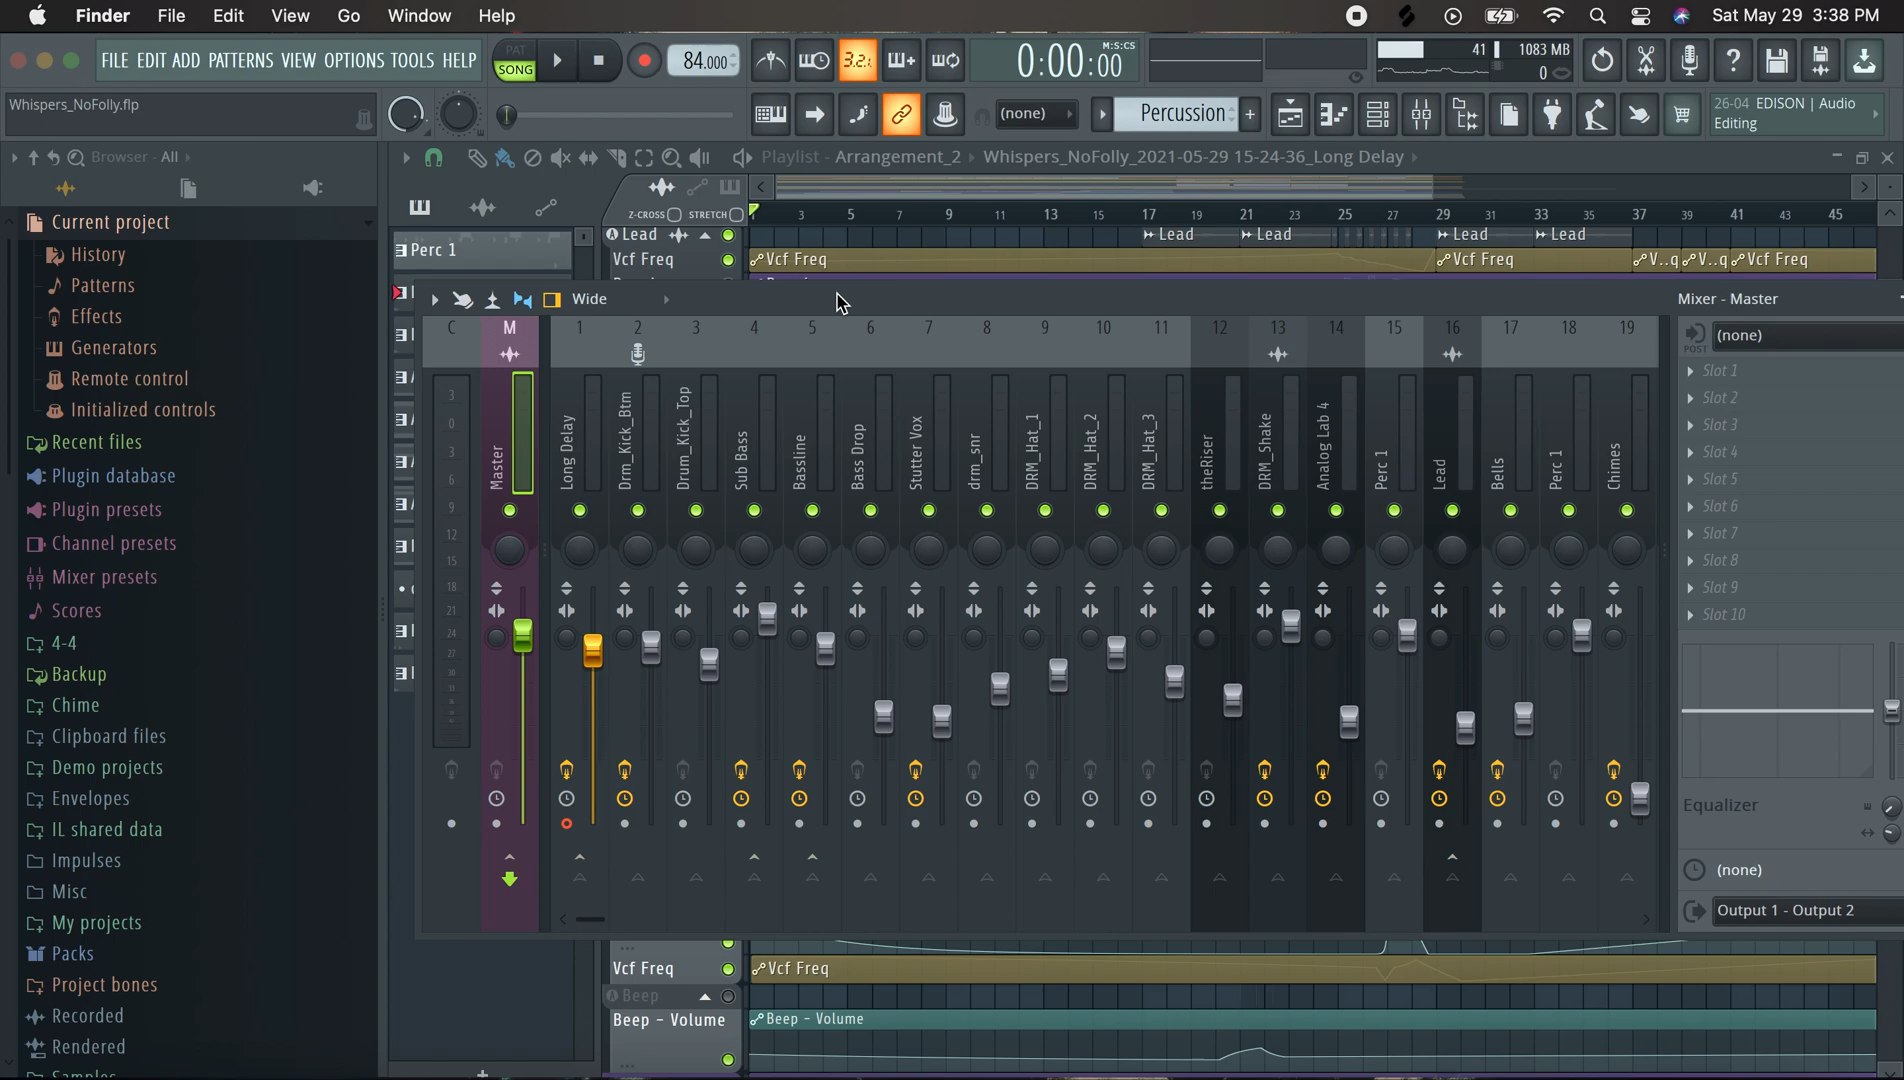 Finder File Edit View Go Window Help
Sat May 29 3:38 PM
FILE EDIT ADD PATTERNS VIEW OPTIONS TOOLS HELP
PAT
SONG
84.000
3.2.
M:S:CS
0:00:00
41
1083 MB
0
Whispers_NoFolly.flp
(none)
Percussion
+
26-04 EDISON | Audio
Editing
Browser - All
Playlist - Arrangement_2 Whispers_NoFolly_2021-05-29 15-24-36_Long Delay
Current project
History
Patterns
Effects
Generators
Remote control
Initialized controls
Recent files
Plugin database
Plugin presets
Channel presets
Mixer presets
Scores
4-4
Backup
Chime
Clipboard files
Demo projects
Envelopes
IL shared data
Impulses
Misc
My projects
Packs
Project bones
Recorded
Rendered
Samples
Perc 1
Z-CROSS STRETCH
3 5 7 9 11 13 15 17 19 21 23 25 27 29 31 33 35 37 39 41 43 45
Lead Lead Lead Lead Lead
Vcf Freq Vcf Freq Vcf Freq V..q V..q Vcf Freq
Wide
Mixer - Master
C M 1 2 3 4 5 6 7 8 9 10 11 12 13 14 15 16 17 18 19
3
0
3
6
9
12
15
18
21
24
27
30
Master
Long Delay
Drm_Kick_Btm
Drum_Kick_Top
Sub Bass
Bassline
Bass Drop
Stutter Vox
drm_snr
DRM_Hat_1
DRM_Hat_2
DRM_Hat_3
theRiser
DRM_Shake
Analog Lab 4
Perc 1
Lead
Bells
Perc 1
Chimes
POST
(none)
Slot 1
Slot 2
Slot 3
Slot 4
Slot 5
Slot 6
Slot 7
Slot 8
Slot 9
Slot 10
Equalizer
(none)
Output 1 - Output 2
Vcf Freq Vcf Freq
Beep
Beep - Volume Beep - Volume